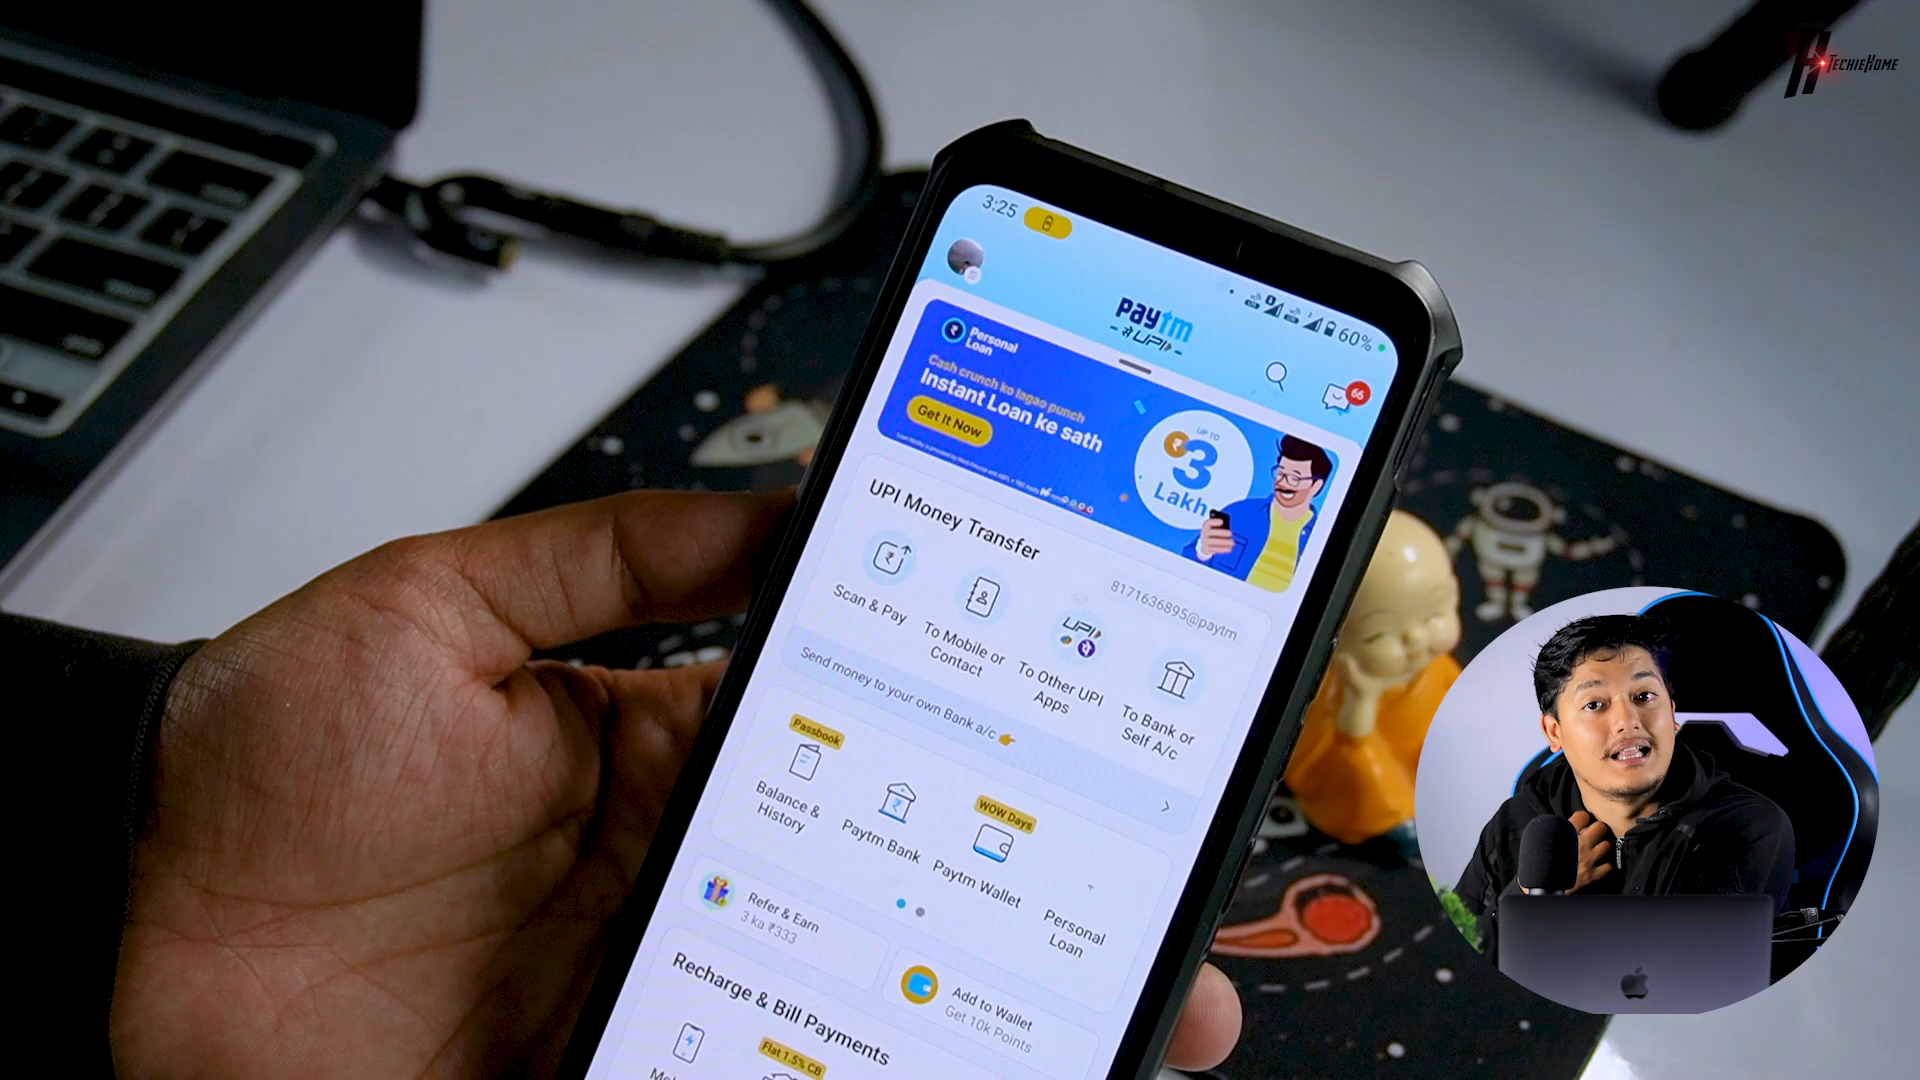 TECHIEHOME
3:25
60%
paytm
से UPI
66
Personal
Loan
Cash crunch ko lagao punch
Instant Loan ke sath
Get It Now
UP TO
₹3
Lakh
UPI Money Transfer
8171636895@paytm
Scan & Pay
To Mobile or
Contact
UPI
To Other UPI
Apps
To Bank or
Self A/c
Send money to your own Bank a/c
Passbook
Balance &
History
Paytm Bank
WOW Days
Paytm Wallet
Personal
Loan
Refer & Earn
3 ka ₹333
Add to Wallet
Get 10k Points
Recharge & Bill Payments
Flat 1.5% CB